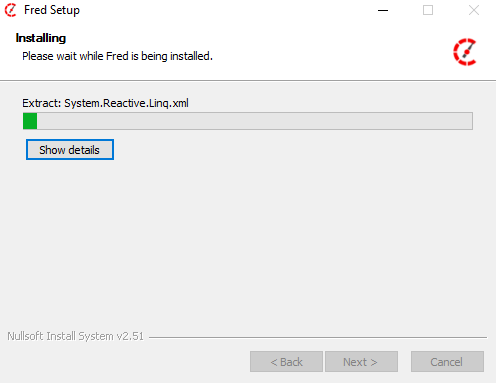 Fred Setup
Installing
Please wait while Fred is being installed.
Extract: System.Reactive.Linq.xml
Show details
Nullsoft Install System v2.51
< Back Next > Cancel